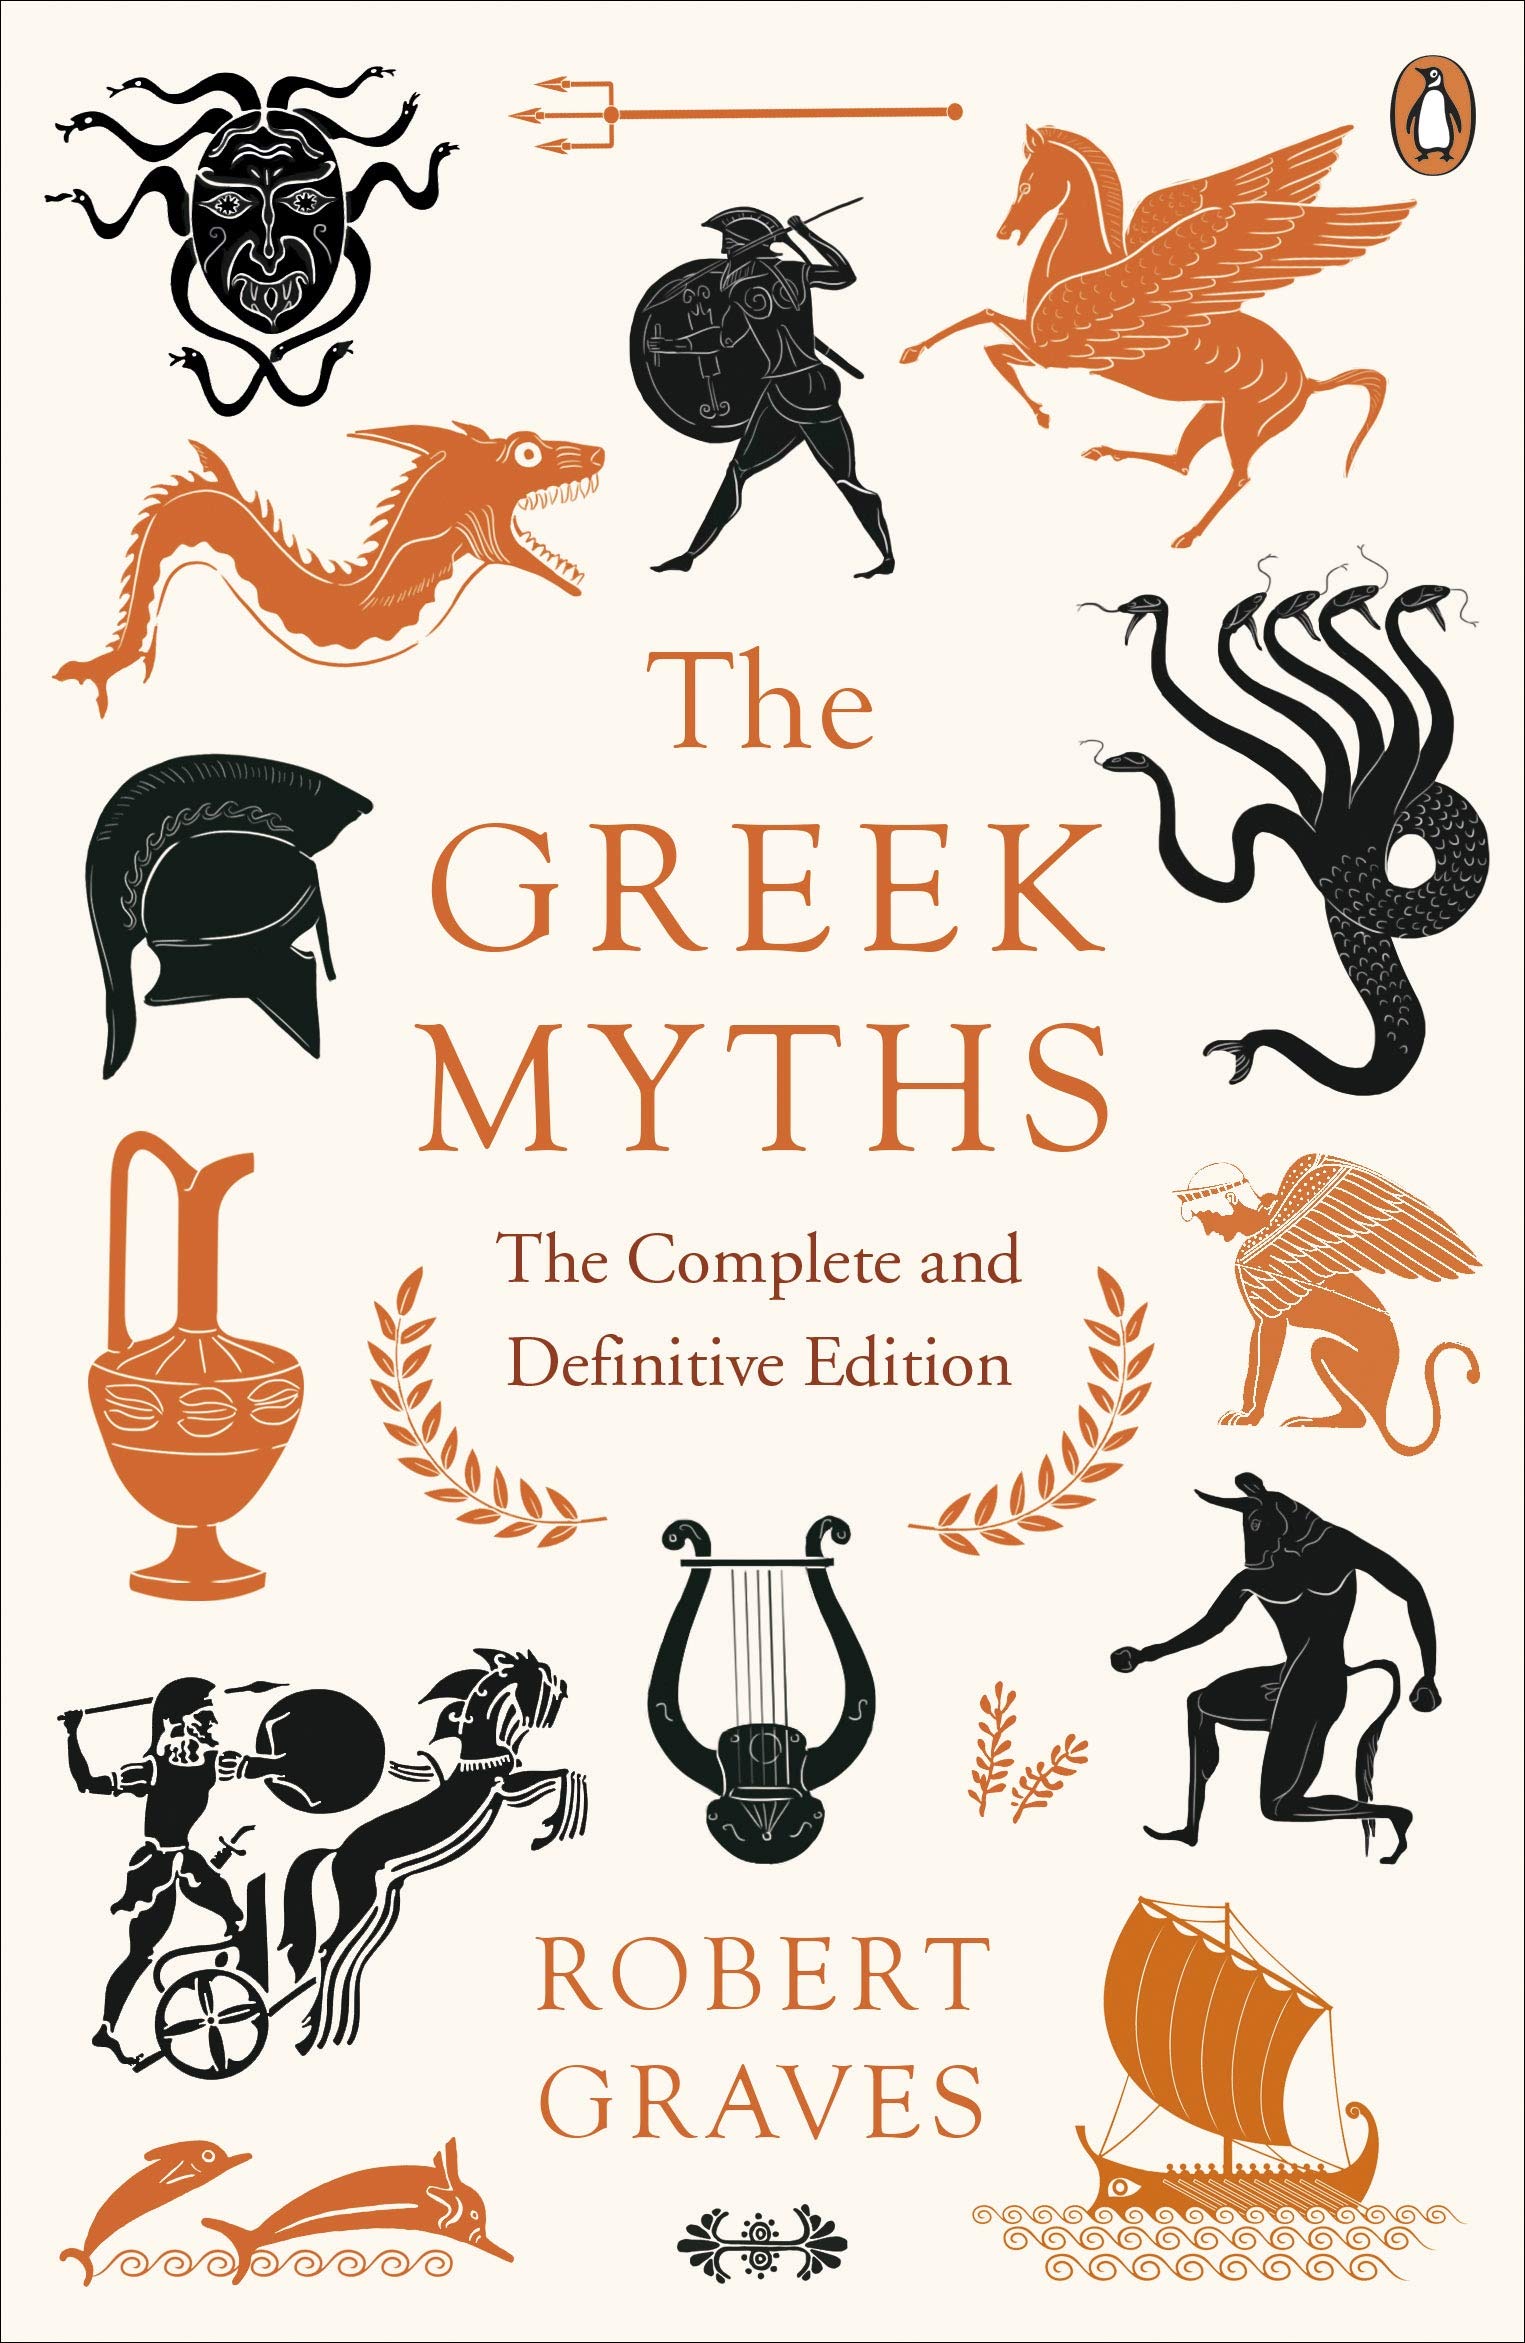 The
GREEK
MYTHS
The Complete and
Definitive Edition
ROBERT
GRAVES